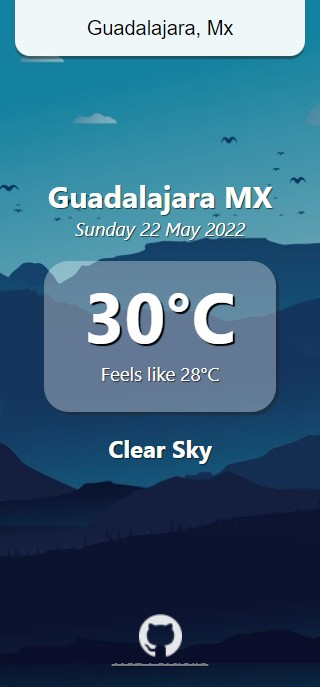 Guadalajara, Mx
Guadalajara MX
Sunday 22 May 2022
30°C
Feels like 28°C
Clear Sky